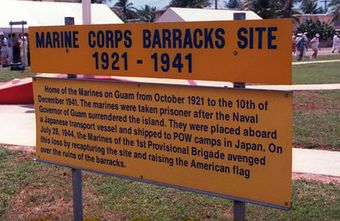 MARINE CORPS BARRACKS SITE
1921 - 1941
Home of the Marines on Guam from October 1921 to the 10th of
December 1941. The marines were taken prisoner after the Naval
Governor of Guam surrendered the island. They were placed aboard
a Japanese transport vessel and shipped to POW camps in Japan. On
July 28, 1944, the Marines of the 1st Provisional Brigade avenged
this loss by recapturing the site and raising the American flag
over the ruins of the barracks.